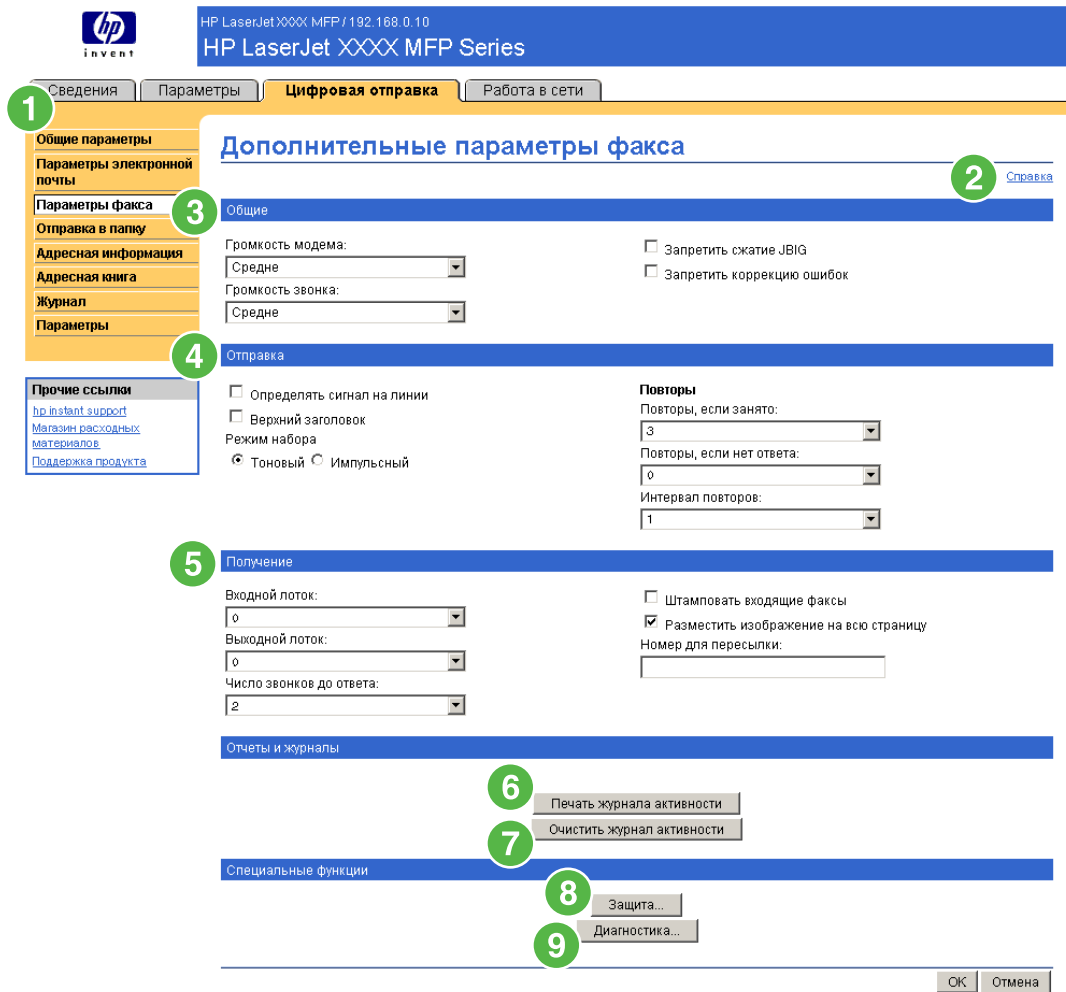 hp
invent
HP LaserJet XXXX MFP / 192.168.0.10
HP LaserJet XXXX MFP Series
Сведения
Параметры
Цифровая отправка
Работа в сети
1
Общие параметры
Параметры электронной
почты
Параметры факса
Отправка в папку
Адресная информация
Адресная книга
Журнал
Параметры
Прочие ссылки
hp instant support
Магазин расходных
материалов
Поддержка продукта
Дополнительные параметры факса
2
Справка
3
Общие
Громкость модема:
Средне
Громкость звонка:
Средне
Запретить сжатие JBIG
Запретить коррекцию ошибок
4
Отправка
Определять сигнал на линии
Верхний заголовок
Режим набора
Тоновый
Импульсный
Повторы
Повторы, если занято:
3
Повторы, если нет ответа:
0
Интервал повторов:
1
5
Получение
Входной лоток:
0
Выходной лоток:
0
Число звонков до ответа:
2
Штамповать входящие факсы
Разместить изображение на всю страницу
Номер для пересылки:
Отчеты и журналы
6
Печать журнала активности
7
Очистить журнал активности
Специальные функции
8
Защита...
9
Диагностика...
OK
Отмена